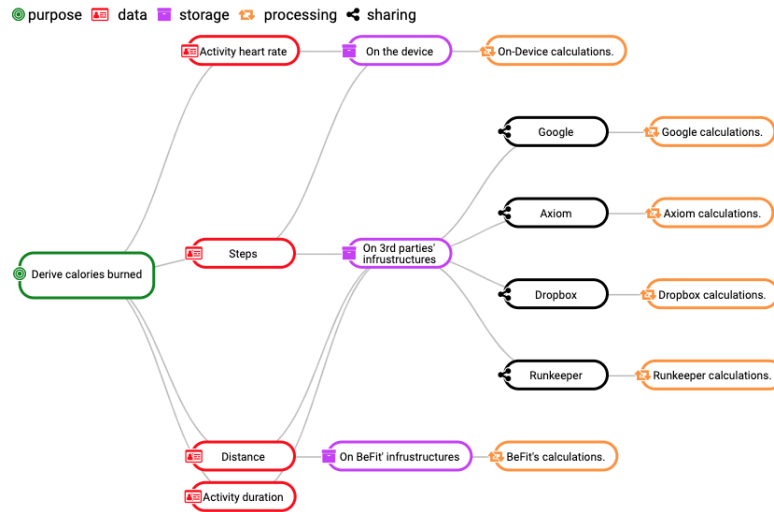 purpose data storage processing sharing
Activity heart rate
On the device
On-Device calculations.
Google
Google calculations.
Axiom
Axiom calculations.
Steps
On 3rd parties'
infrustructures
Derive calories burned
Dropbox
Dropbox calculations.
Runkeeper
Runkeeper calculations.
Distance
On BeFit' infrustructures
BeFit's calculations.
Activity duration